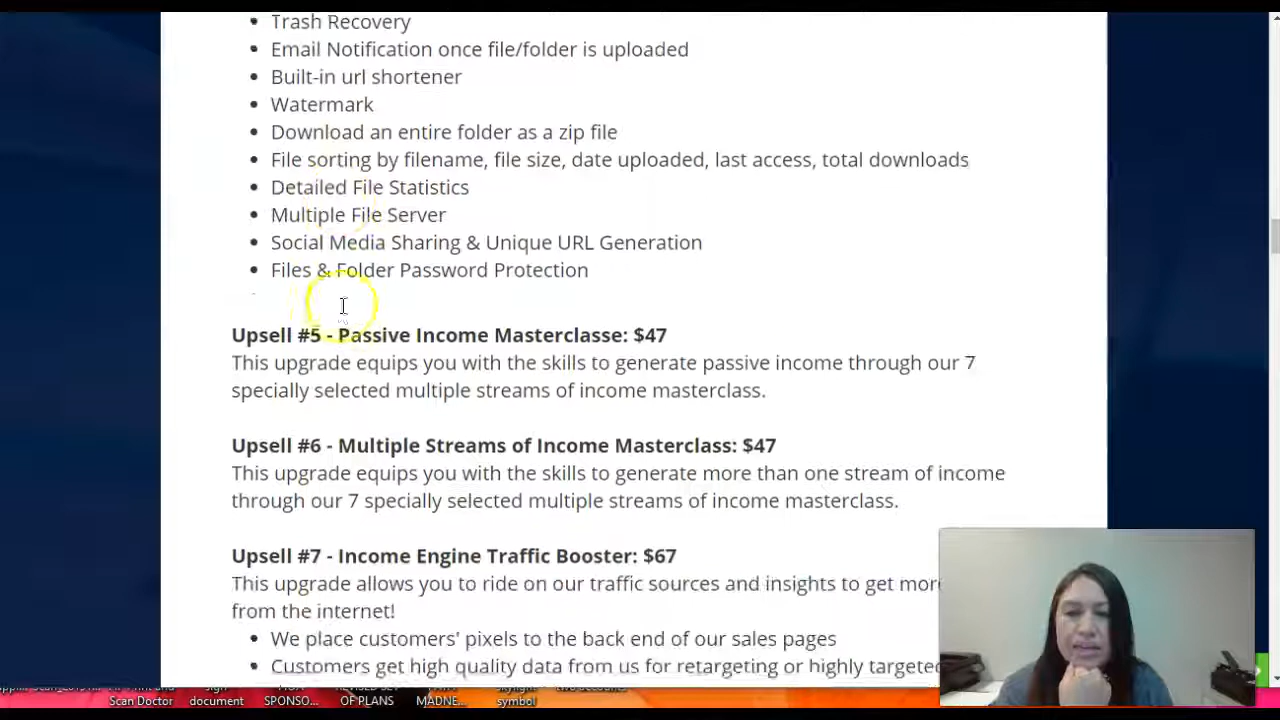 Trash Recovery
Email Notification once file/folder is uploaded
Built-in url shortener
Watermark
Download an entire folder as a zip file
File sorting by filename, file size, date uploaded, last access, total downloads
Detailed File Statistics
Multiple File Server
Social Media Sharing & Unique URL Generation
Files & Folder Password Protection
Upsell #5 - Passive Income Masterclasse: $47
This upgrade equips you with the skills to generate passive income through our 7
specially selected multiple streams of income masterclass.
Upsell #6 - Multiple Streams of Income Masterclass: $47
This upgrade equips you with the skills to generate more than one stream of income
through our 7 specially selected multiple streams of income masterclass.
Upsell #7 - Income Engine Traffic Booster: $67
This upgrade allows you to ride on our traffic sources and insights to get more
from the internet!
We place customers' pixels to the back end of our sales pages
Customers get high quality data from us for retargeting or highly targeted
Scan Doctor
document
SPONSO...
OF PLANS
MADNE...
symbol